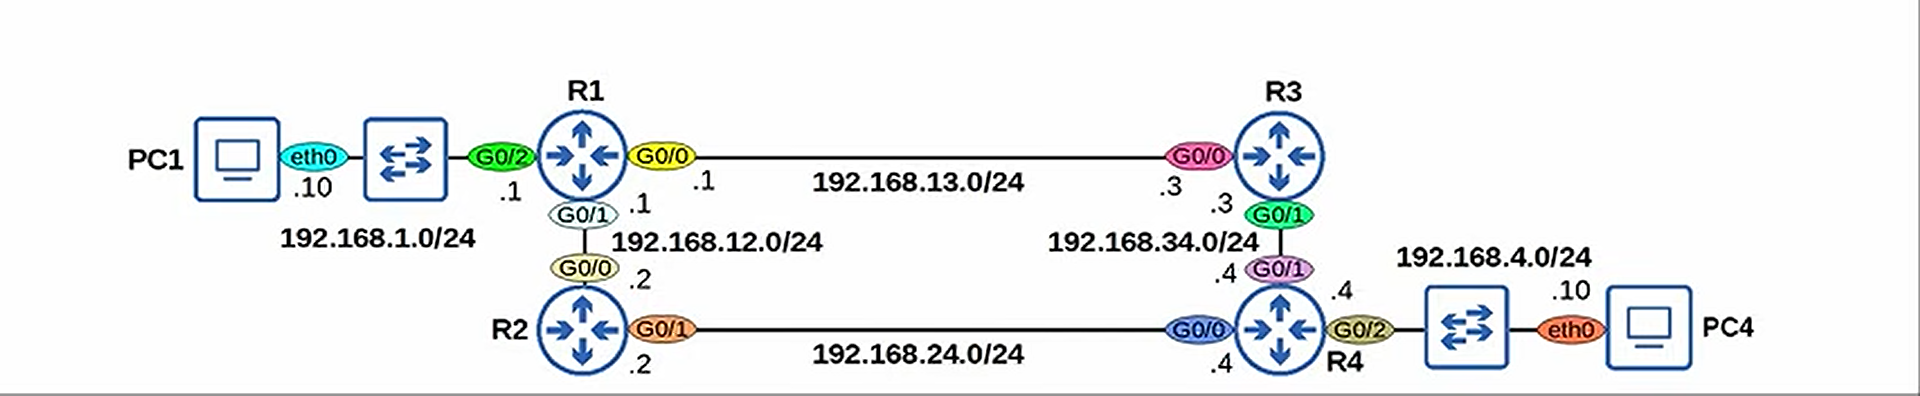 R1
R3
PC1
eth0
G0/2
G0/0
G0/0
.10
.1
.1
192.168.13.0/24
.3
G0/1
.1
.3
G0/1
192.168.1.0/24
192.168.12.0/24
192.168.34.0/24
192.168.4.0/24
G0/0
.2
.4
G0/1
.4
.10
R2
G0/1
G0/0
G0/2
eth0
PC4
192.168.24.0/24
.2
.4
R4